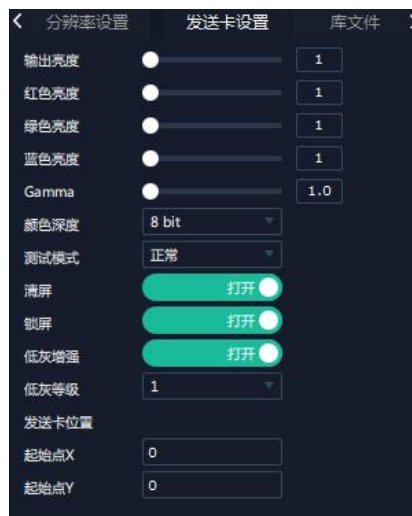 分辨率设置 发送卡设置 库文件
输出亮度 1
红色亮度 1
绿色亮度 1
蓝色亮度 1
Gamma 1.0
颜色深度 8 bit
测试模式 正常
清屏 打开
锁屏 打开
低灰增强 打开
低灰等级 1
发送卡位置
起始点X 0
起始点Y 0